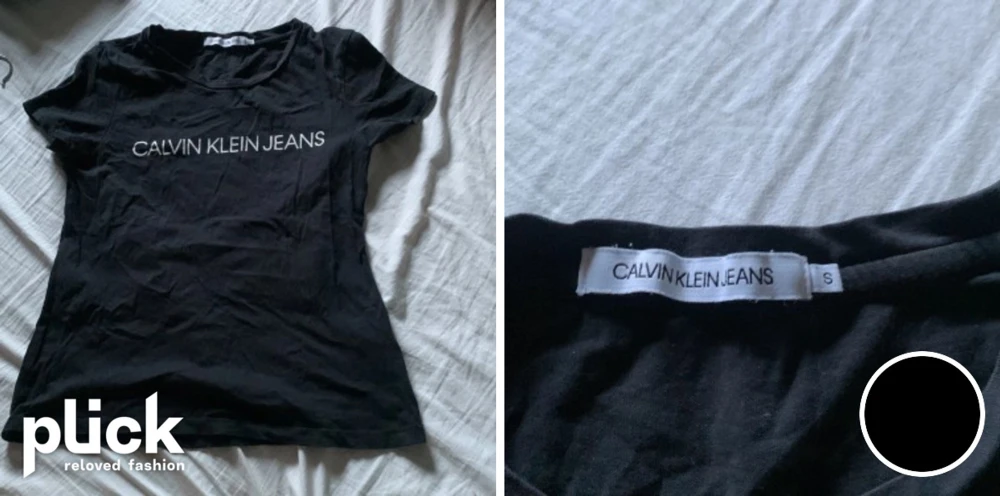 CALVIN KLEIN JEANS
plick
reloved fashion
CALVIN KLEIN JEANS
S